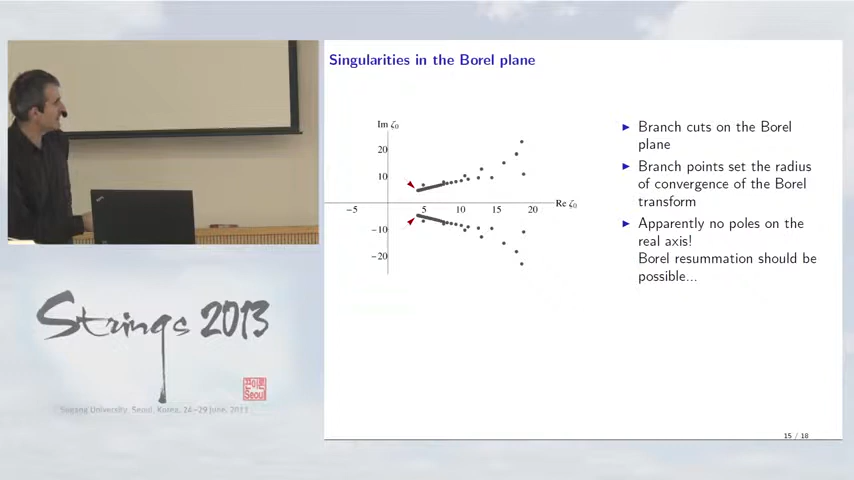 Singularities in the Borel plane
Im ζ₀
20
10
−5
5
10
15
20
Re ζ₀
−10
−20
▶ Branch cuts on the Borel
plane
▶ Branch points set the radius
of convergence of the Borel
transform
▶ Apparently no poles on the
real axis!
Borel resummation should be
possible...
15 / 18
Strings 2013
Seoul
Sogang University, Seoul, Korea, 24-29 June, 2013